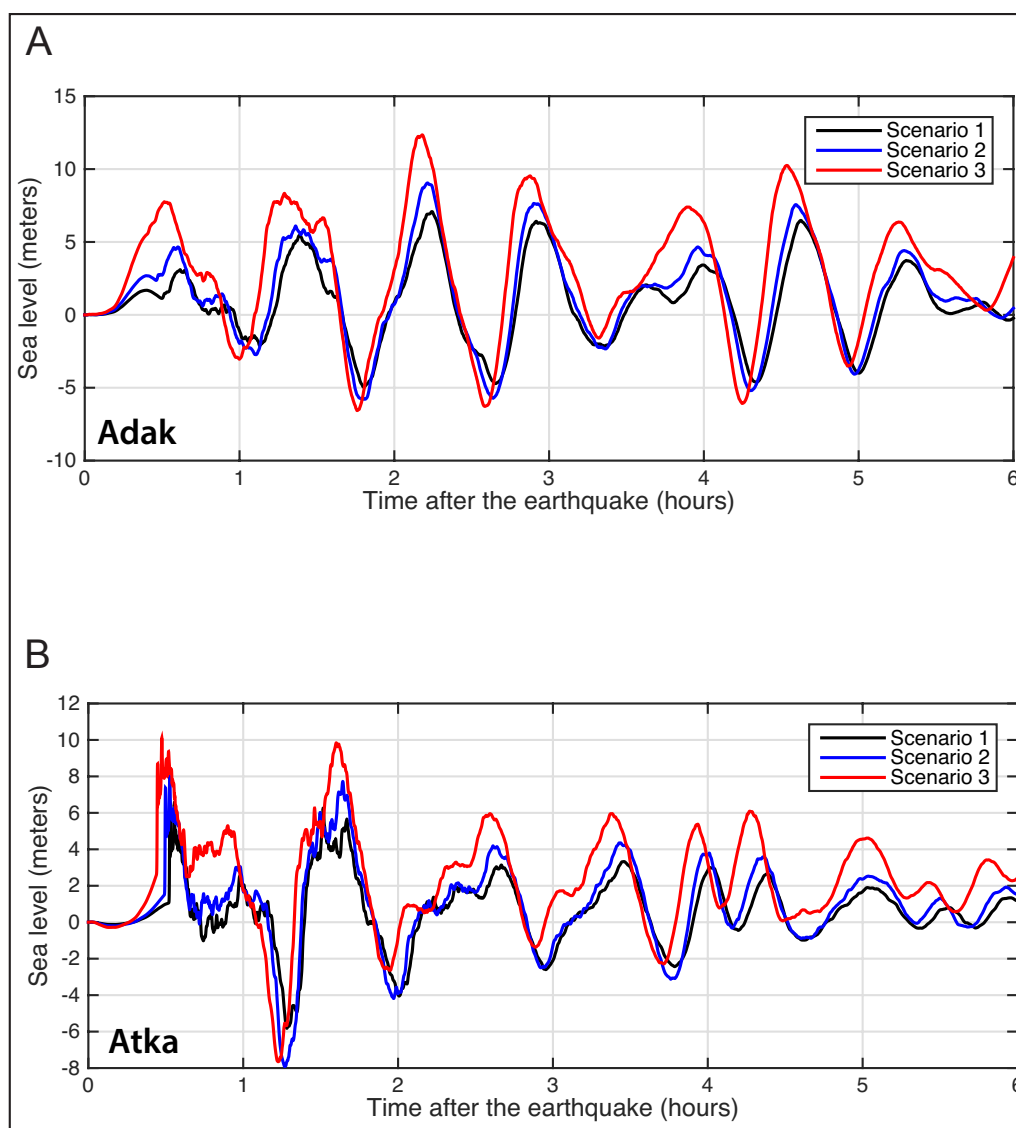 A
15
10
5
0
-5
-10
Sea level (meters)
Scenario 1
Scenario 2
Scenario 3
Adak
0 1 2 3 4 5 6
Time after the earthquake (hours)
B
12
10
8
6
4
2
0
-2
-4
-6
-8
Sea level (meters)
Scenario 1
Scenario 2
Scenario 3
Atka
0 1 2 3 4 5 6
Time after the earthquake (hours)